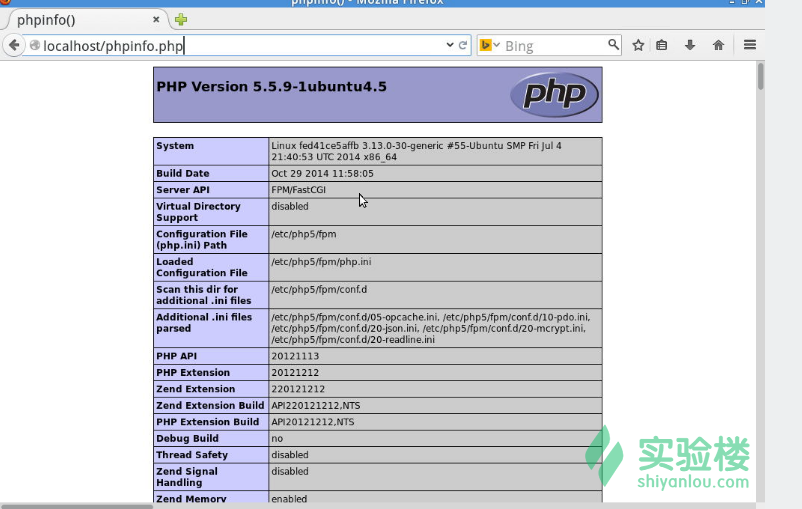 phpinfo() - Mozilla Firefox
phpinfo()
localhost/phpinfo.php
Bing
PHP Version 5.5.9-1ubuntu4.5
php
System
Linux fed41ce5affb 3.13.0-30-generic #55-Ubuntu SMP Fri Jul 4
21:40:53 UTC 2014 x86_64
Build Date
Oct 29 2014 11:58:05
Server API
FPM/FastCGI
Virtual Directory
Support
disabled
Configuration File
(php.ini) Path
/etc/php5/fpm
Loaded
Configuration File
/etc/php5/fpm/php.ini
Scan this dir for
additional .ini files
/etc/php5/fpm/conf.d
Additional .ini files
parsed
/etc/php5/fpm/conf.d/05-opcache.ini, /etc/php5/fpm/conf.d/10-pdo.ini,
/etc/php5/fpm/conf.d/20-json.ini, /etc/php5/fpm/conf.d/20-mcrypt.ini,
/etc/php5/fpm/conf.d/20-readline.ini
PHP API
20121113
PHP Extension
20121212
Zend Extension
220121212
Zend Extension Build
API220121212,NTS
PHP Extension Build
API20121212,NTS
Debug Build
no
Thread Safety
disabled
Zend Signal
Handling
disabled
Zend Memory
enabled
实验楼
shiyanlou.com